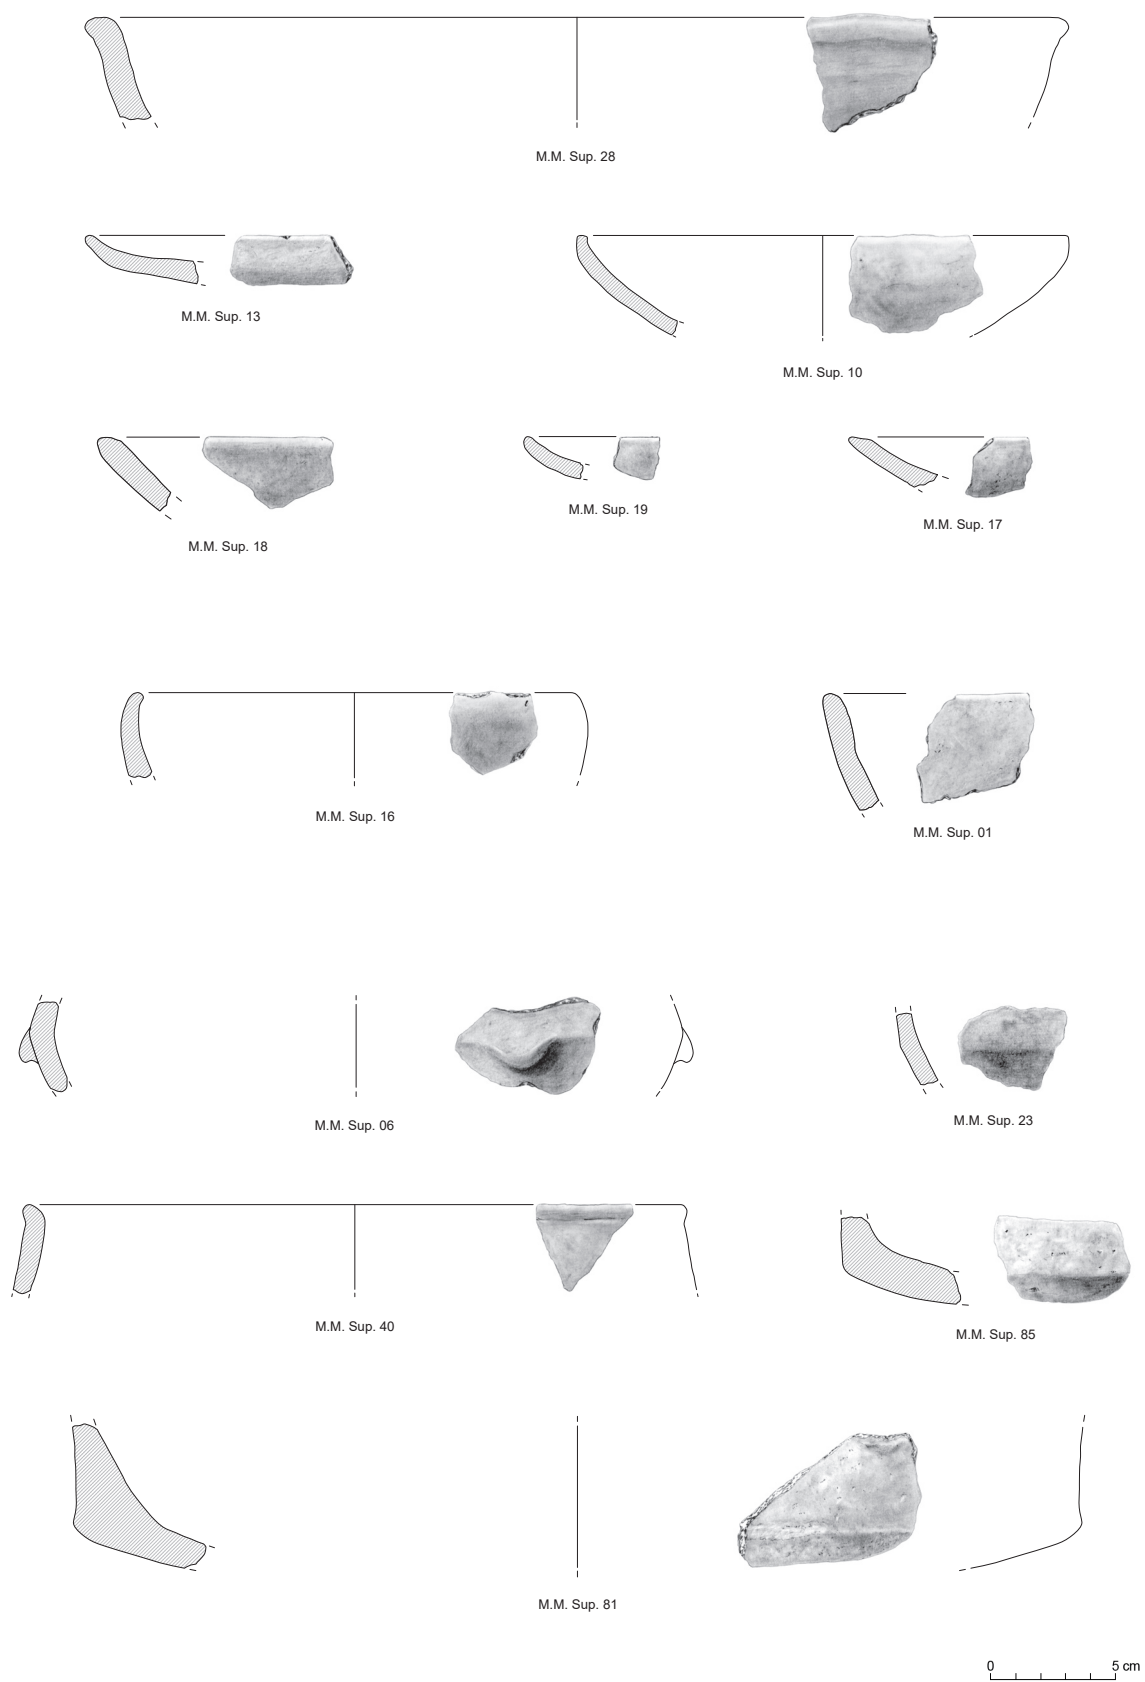 M.M. Sup. 28
M.M. Sup. 13
M.M. Sup. 10
M.M. Sup. 18
M.M. Sup. 19
M.M. Sup. 17
M.M. Sup. 16
M.M. Sup. 01
M.M. Sup. 06
M.M. Sup. 23
M.M. Sup. 40
M.M. Sup. 85
M.M. Sup. 81
0 5 cm